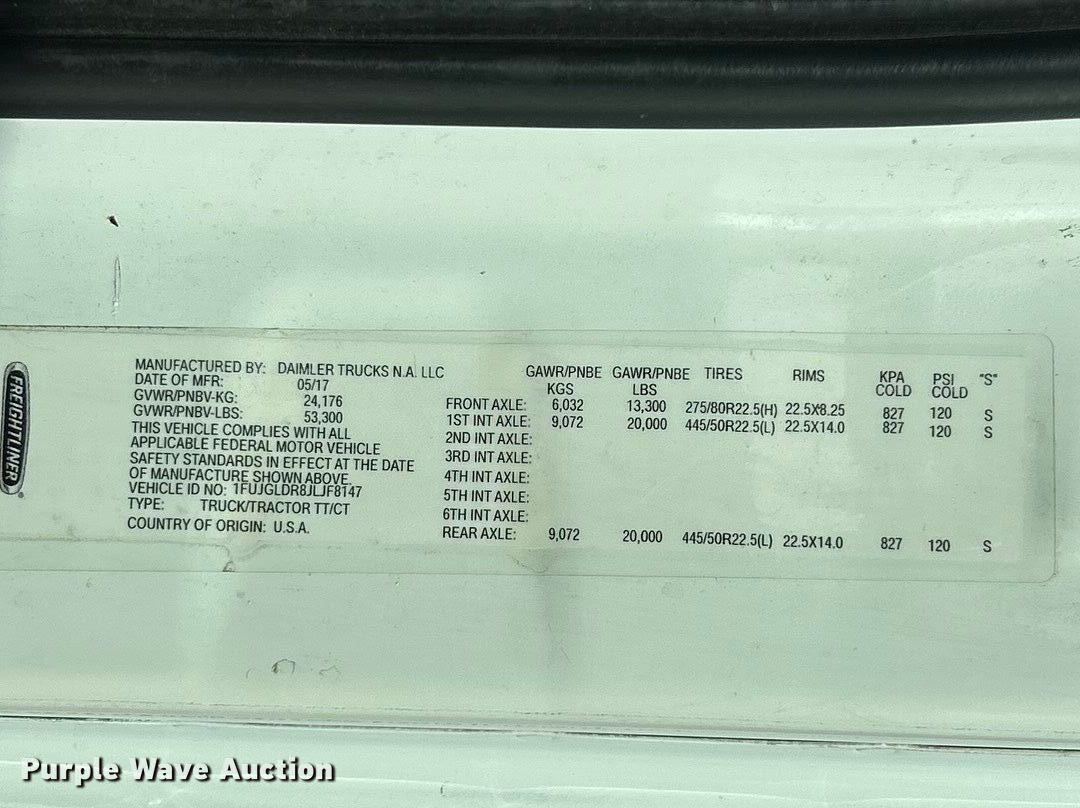 FREIGHTLINER
MANUFACTURED BY: DAIMLER TRUCKS N.A. LLC
DATE OF MFR: 05/17
GVWR/PNBV-KG: 24,176
GVWR/PNBV-LBS: 53,300
THIS VEHICLE COMPLIES WITH ALL
APPLICABLE FEDERAL MOTOR VEHICLE
SAFETY STANDARDS IN EFFECT AT THE DATE
OF MANUFACTURE SHOWN ABOVE.
VEHICLE ID NO: 1FUJGLDR8JLJF8147
TYPE: TRUCK/TRACTOR TT/CT
COUNTRY OF ORIGIN: U.S.A.
GAWR/PNBE GAWR/PNBE TIRES RIMS KPA PSI "S"
KGS LBS COLD COLD
FRONT AXLE: 6,032 13,300 275/80R22.5(H) 22.5X8.25 827 120 S
1ST INT AXLE: 9,072 20,000 445/50R22.5(L) 22.5X14.0 827 120 S
2ND INT AXLE:
3RD INT AXLE:
4TH INT AXLE:
5TH INT AXLE:
6TH INT AXLE:
REAR AXLE: 9,072 20,000 445/50R22.5(L) 22.5X14.0 827 120 S
Purple Wave Auction